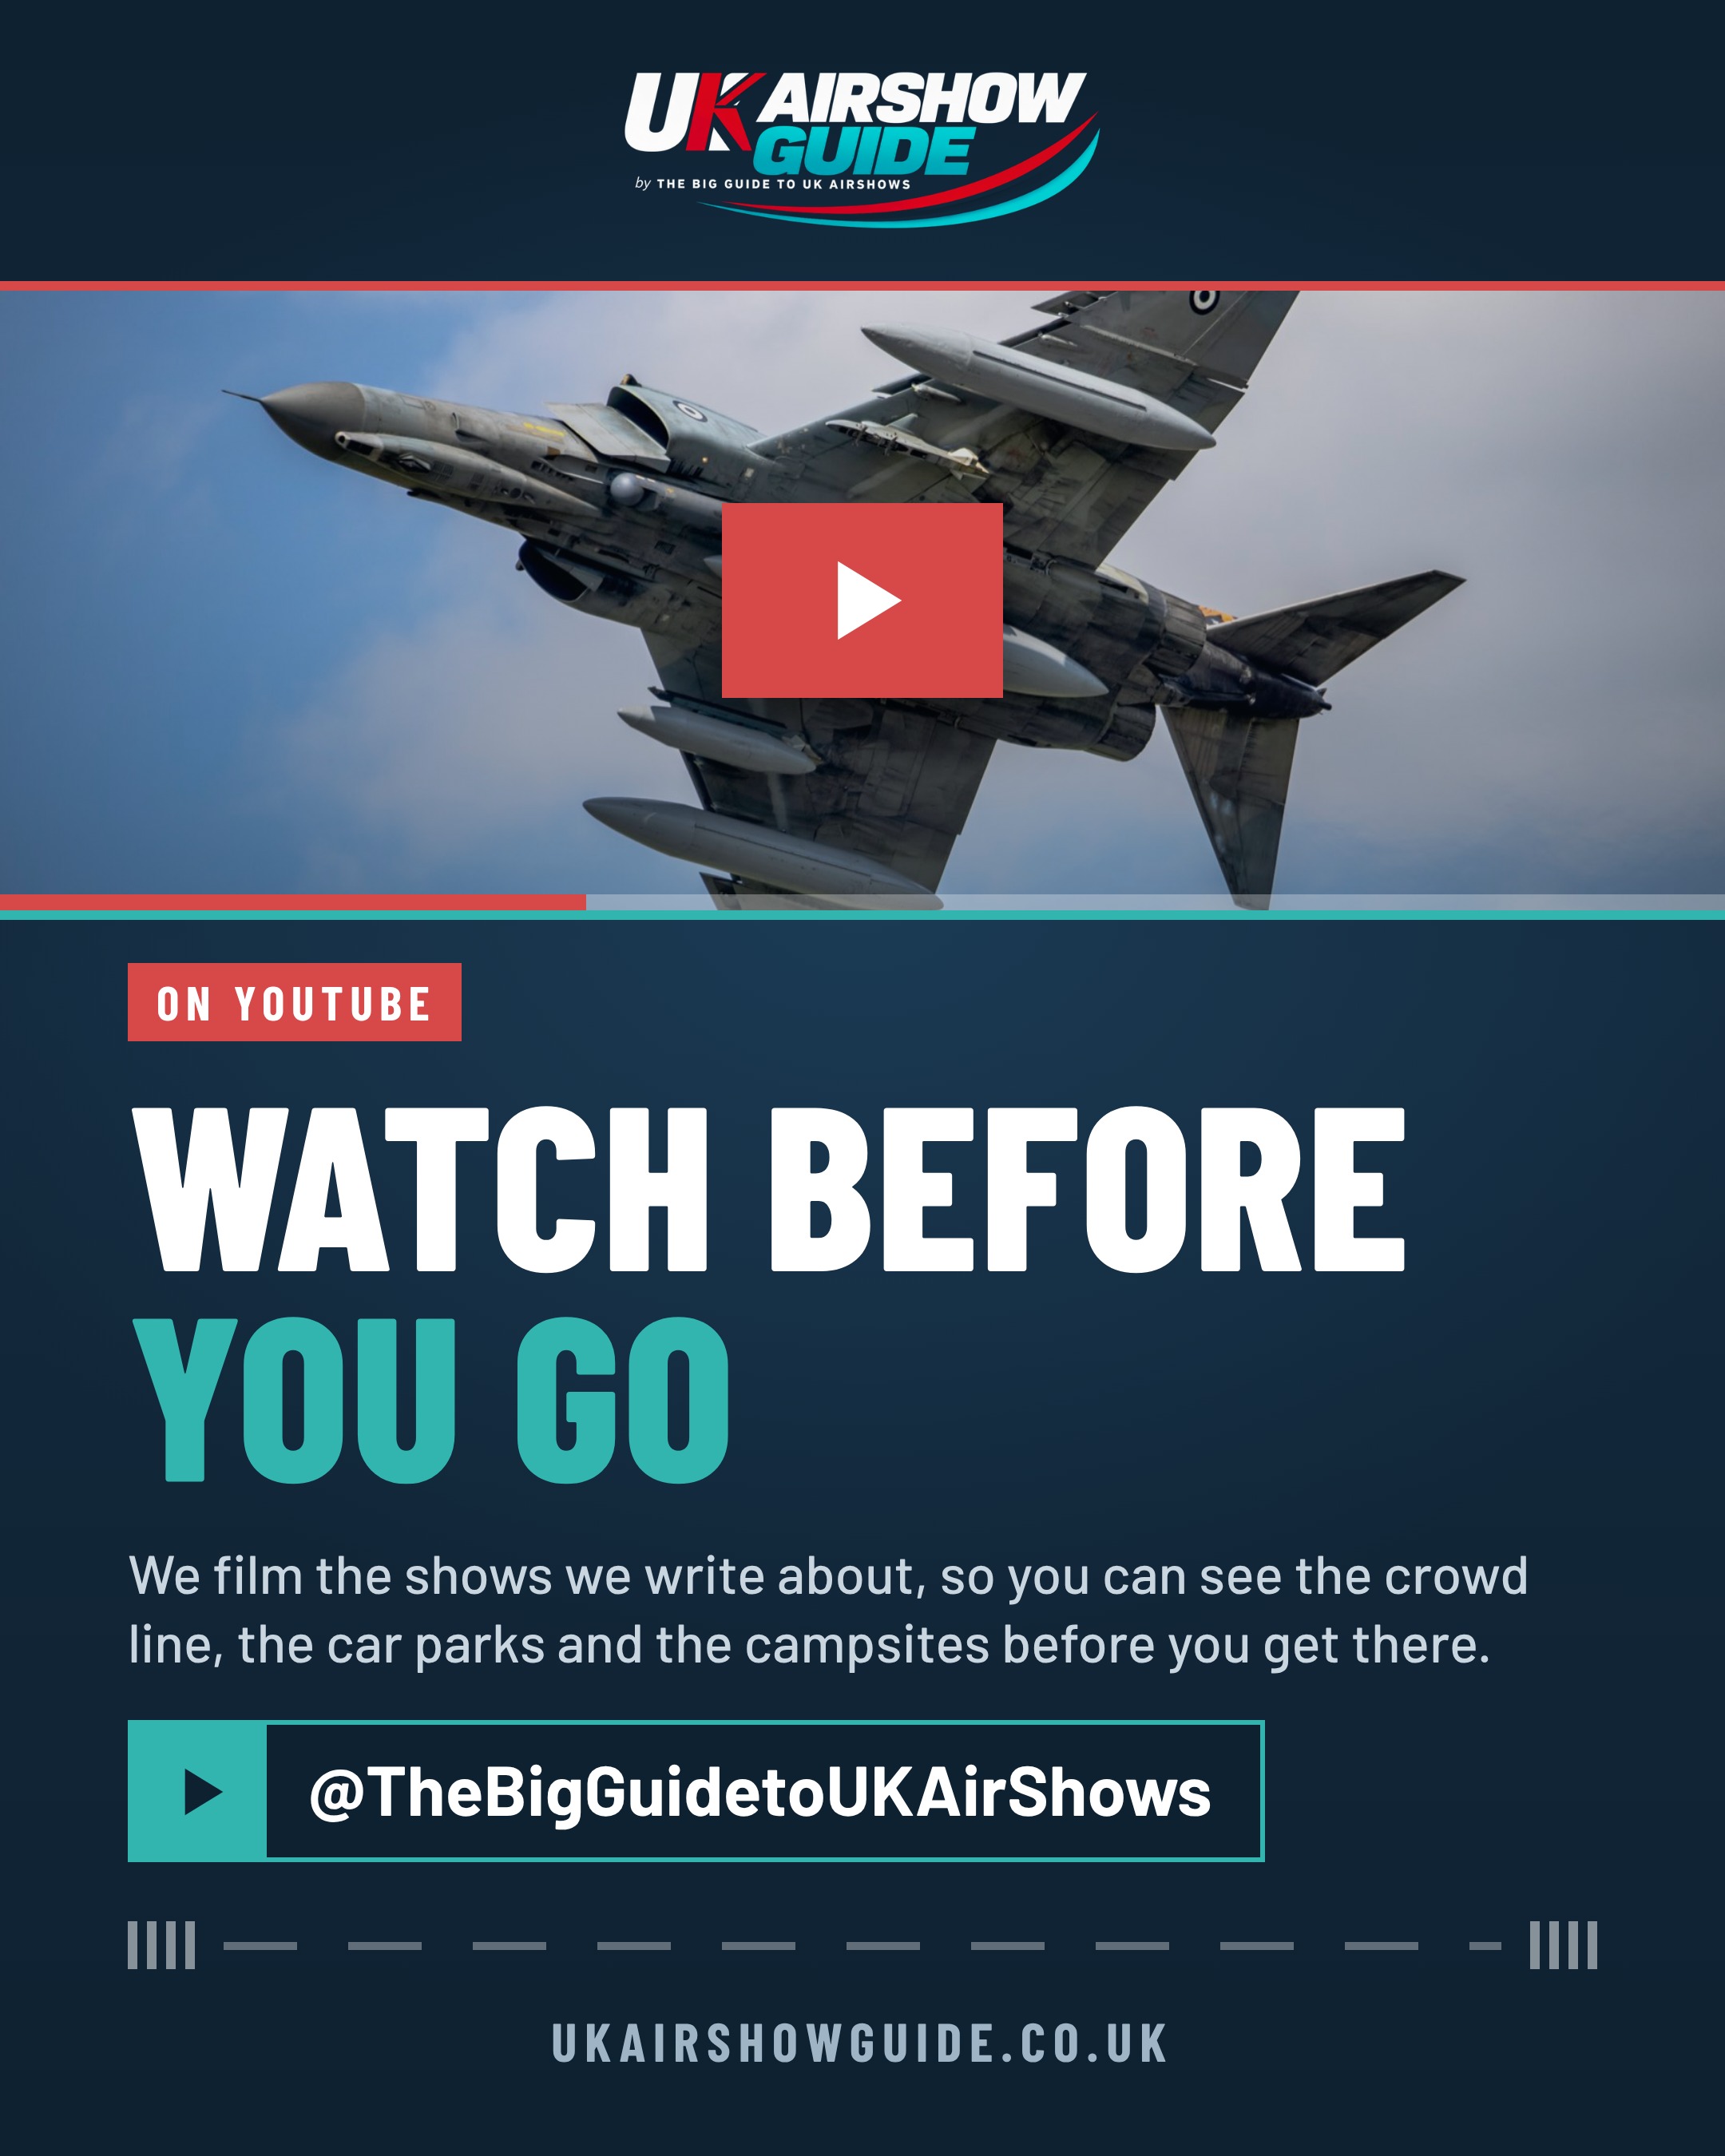 UK AIRSHOW
GUIDE
by THE BIG GUIDE TO UK AIRSHOWS
ON YOUTUBE
WATCH BEFORE
YOU GO
We film the shows we write about, so you can see the crowd
line, the car parks and the campsites before you get there.
@TheBigGuidetoUKAirShows
UKAIRSHOWGUIDE.CO.UK